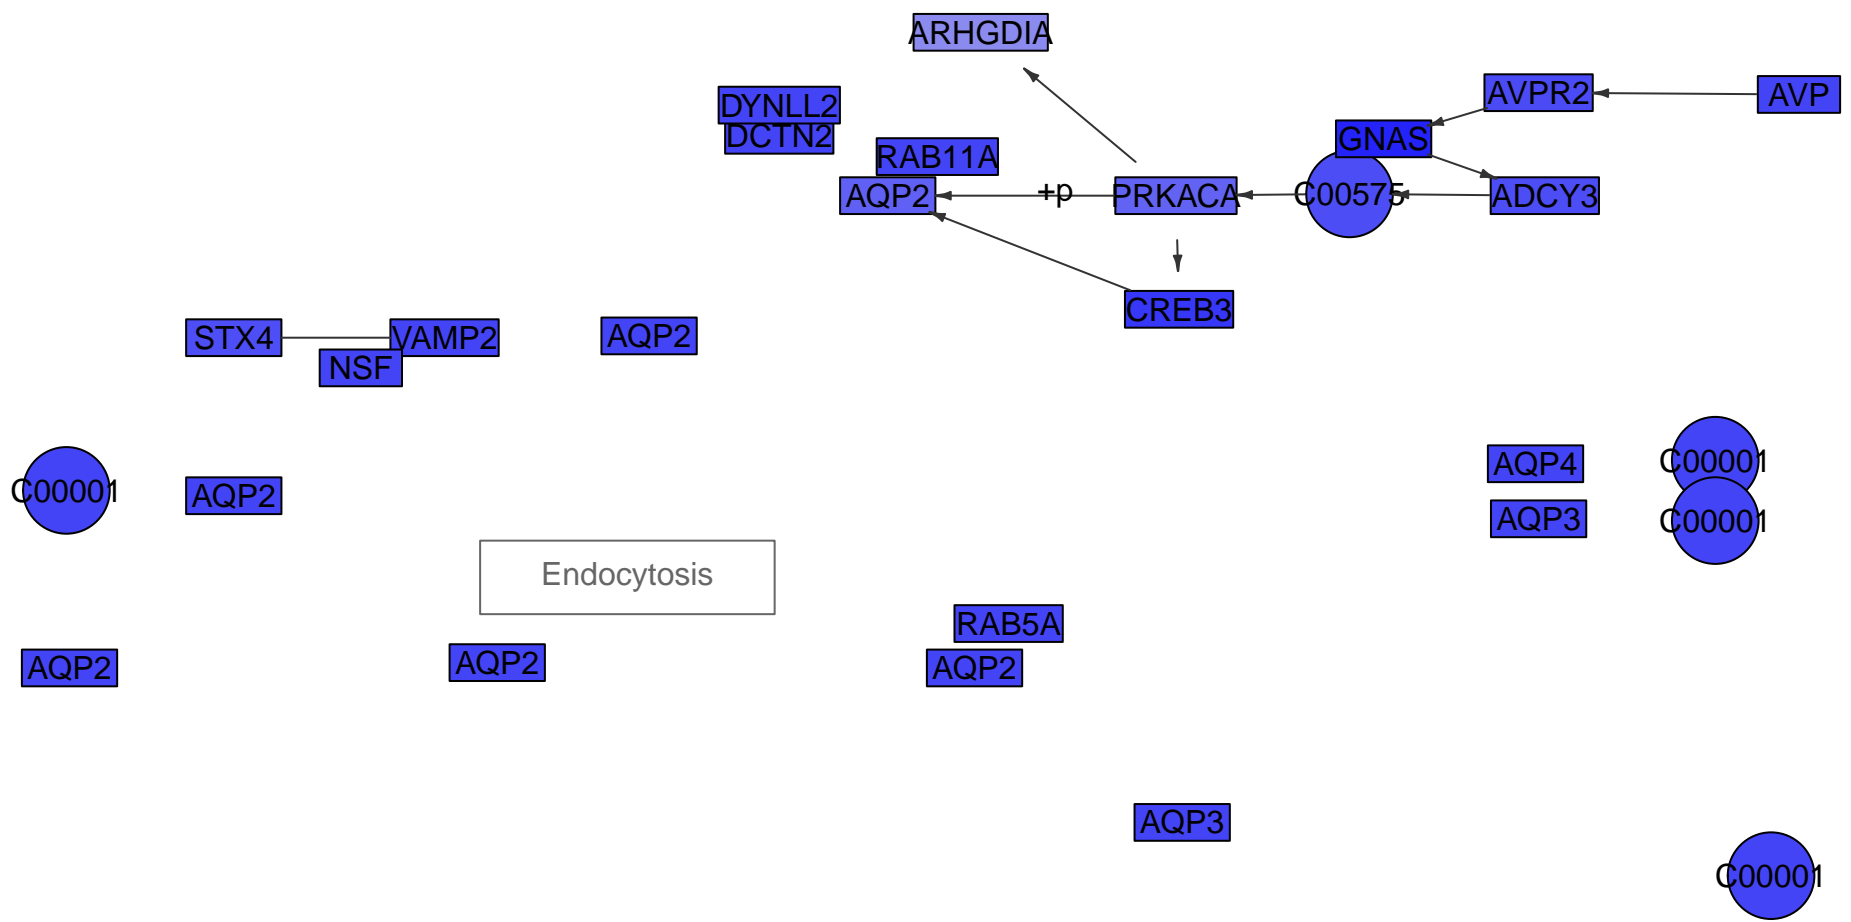 ARHGDIA
DYNLL2
AVPR2
AVP
DCTN2
GNAS
RAB11A
AQP2
+p
PRKACA
C00575
ADCY3
CREB3
STX4
VAMP2
AQP2
NSF
C00001
AQP2
AQP4
C00001
AQP3
C00001
Endocytosis
RAB5A
AQP2
AQP2
AQP2
AQP3
C00001